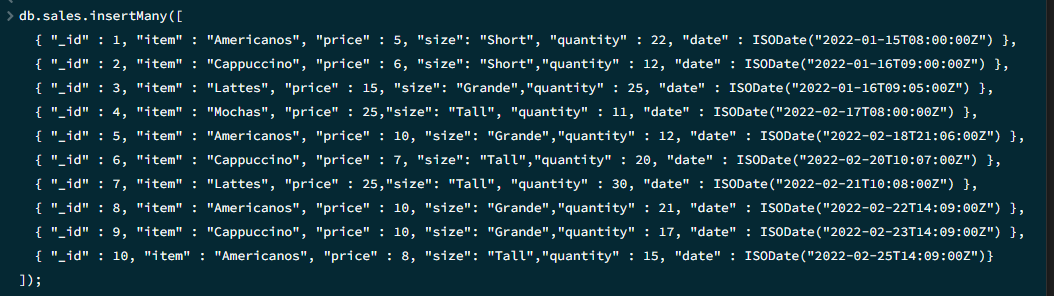 db.sales.insertMany([
{ "_id" : 1, "item" : "Americanos", "price" : 5, "size": "Short", "quantity" : 22, "date" : ISODate("2022-01-15T08:00:00Z") },
{ "_id" : 2, "item" : "Cappuccino", "price" : 6, "size": "Short","quantity" : 12, "date" : ISODate("2022-01-16T09:00:00Z") },
{ "_id" : 3, "item" : "Lattes", "price" : 15, "size": "Grande","quantity" : 25, "date" : ISODate("2022-01-16T09:05:00Z") },
{ "_id" : 4, "item" : "Mochas", "price" : 25,"size": "Tall", "quantity" : 11, "date" : ISODate("2022-02-17T08:00:00Z") },
{ "_id" : 5, "item" : "Americanos", "price" : 10, "size": "Grande","quantity" : 12, "date" : ISODate("2022-02-18T21:06:00Z") },
{ "_id" : 6, "item" : "Cappuccino", "price" : 7, "size": "Tall","quantity" : 20, "date" : ISODate("2022-02-20T10:07:00Z") },
{ "_id" : 7, "item" : "Lattes", "price" : 25,"size": "Tall", "quantity" : 30, "date" : ISODate("2022-02-21T10:08:00Z") },
{ "_id" : 8, "item" : "Americanos", "price" : 10, "size": "Grande","quantity" : 21, "date" : ISODate("2022-02-22T14:09:00Z") },
{ "_id" : 9, "item" : "Cappuccino", "price" : 10, "size": "Grande","quantity" : 17, "date" : ISODate("2022-02-23T14:09:00Z") },
{ "_id" : 10, "item" : "Americanos", "price" : 8, "size": "Tall","quantity" : 15, "date" : ISODate("2022-02-25T14:09:00Z")}
]);